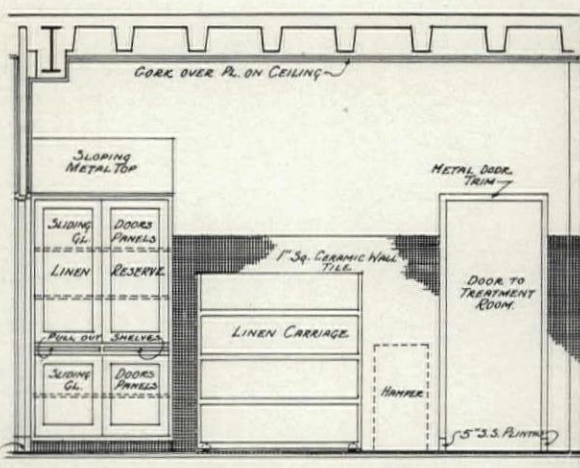 CORK OVER PL. ON CEILING
SLOPING
METAL TOP
METAL DOOR
TRIM
SLIDING DOORS
GL. PANELS
LINEN RESERVE
PULL OUT SHELVES
SLIDING DOORS
GL. PANELS
1" SQ. CERAMIC WALL
TILE
LINEN CARRIAGE
HAMPER
DOOR TO
TREATMENT
ROOM.
5" S.S. PLINTHS